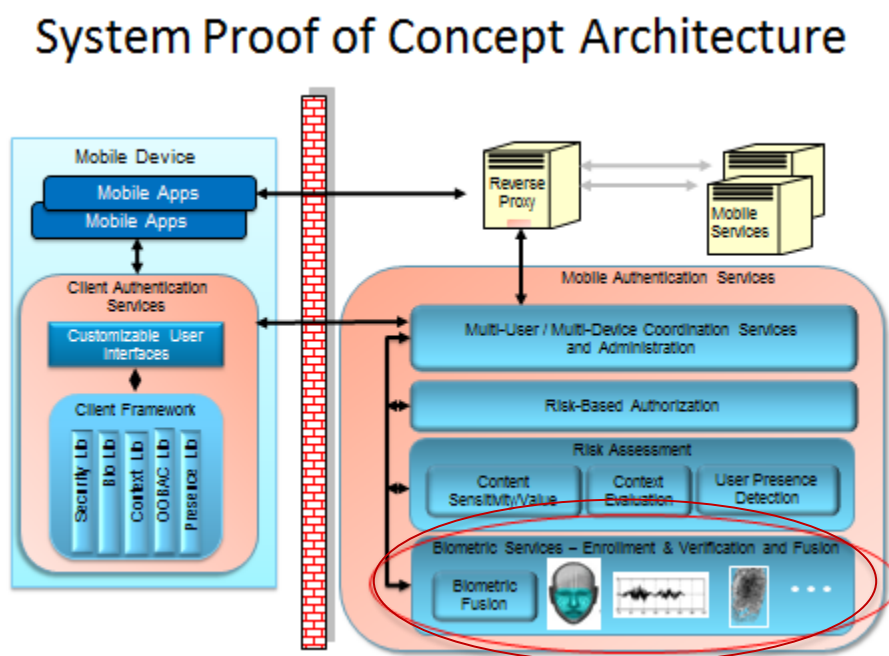 System Proof of Concept Architecture
Mobile Device
Mobile Apps
Mobile Apps
Client Authentication
Services
Customizable User
Interfaces
Client Framework
Security Lib
Bio Lib
Context Lib
OOBAC Lib
Presence Lib
Reverse
Proxy
Mobile
Services
Mobile Authentication Services
Multi-User / Multi-Device Coordination Services
and Administration
Risk-Based Authorization
Risk Assessment
Content
Sensitivity/Value
Context
Evaluation
User Presence
Detection
Biometric Services – Enrollment & Verification and Fusion
Biometric
Fusion
...